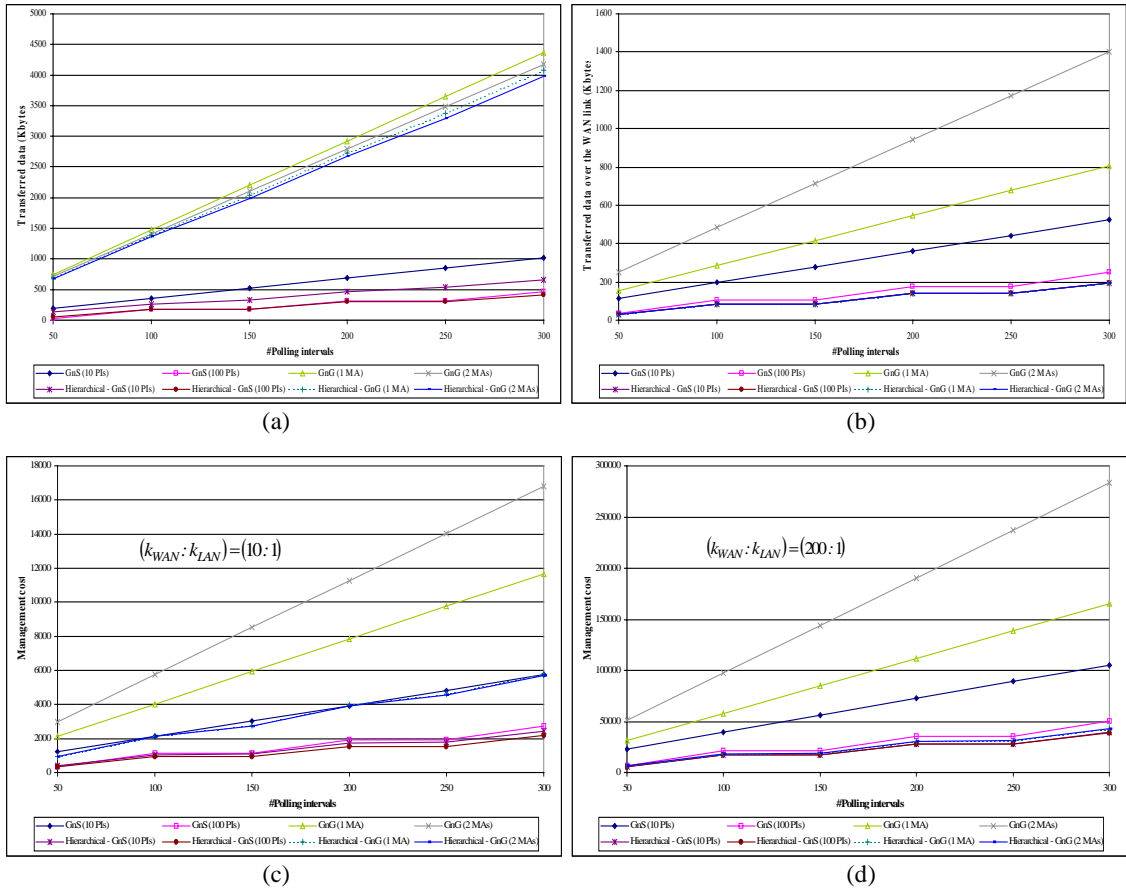 5000
4500
4000
3500
3000
2500
2000
1500
1000
500
0
Transferred data (Kbytes
50 100 150 200 250 300
#Polling intervals
GnS (10 PIs) GnS (100 PIs) GnG (1 MA) GnG (2 MAs)
Hierarchical - GnS (10 PIs) Hierarchical - GnS (100 PIs) Hierarchical - GnG (1 MA) Hierarchical - GnG (2 MAs)
(a)
1600
1400
1200
1000
800
600
400
200
0
Transferred data over the WAN link (Kbytes
50 100 150 200 250 300
#Polling intervals
GnS (10 PIs) GnS (100 PIs) GnG (1 MA) GnG (2 MAs)
Hierarchical - GnS (10 PIs) Hierarchical - GnS (100 PIs) Hierarchical - GnG (1 MA) Hierarchical - GnG (2 MAs)
(b)
18000
16000
14000
12000
10000
8000
6000
4000
2000
0
Management cost
(k_WAN : k_LAN) = (10:1)
50 100 150 200 250 300
#Polling intervals
GnS (10 PIs) GnS (100 PIs) GnG (1 MA) GnG (2 MAs)
Hierarchical - GnS (10 PIs) Hierarchical - GnS (100 PIs) Hierarchical - GnG (1 MA) Hierarchical - GnG (2 MAs)
(c)
300000
250000
200000
150000
100000
50000
0
Management cost
(k_WAN : k_LAN) = (200:1)
50 100 150 200 250 300
#Polling intervals
GnS (10 PIs) GnS (100 PIs) GnG (1 MA) GnG (2 MAs)
Hierarchical - GnS (10 PIs) Hierarchical - GnS (100 PIs) Hierarchical - GnG (1 MA) Hierarchical - GnG (2 MAs)
(d)